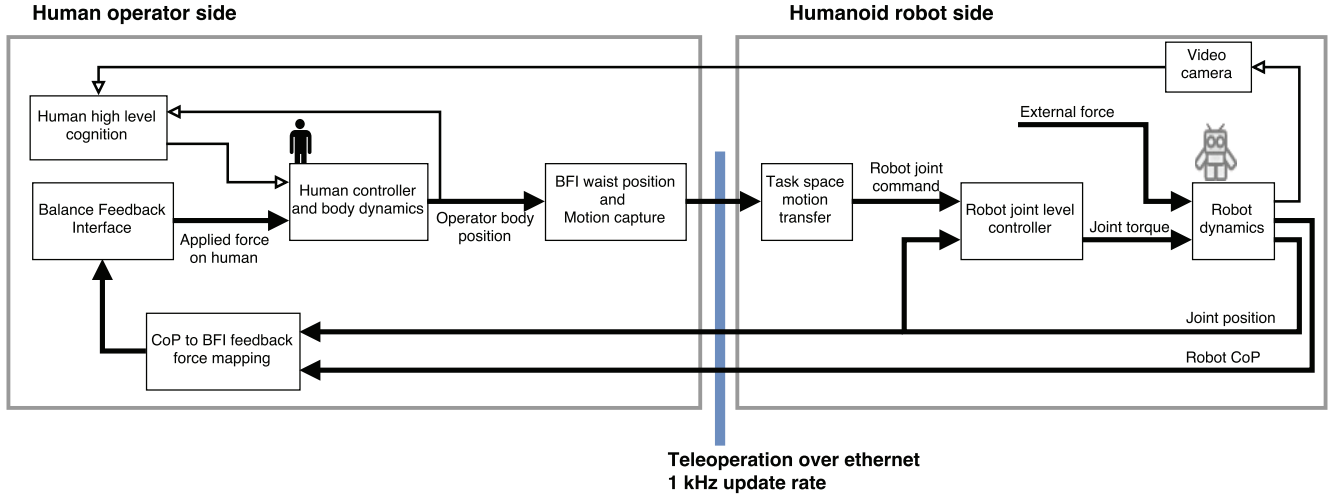 Human operator side
Humanoid robot side
Video
camera
Human high level
cognition
External force
Human controller
and body dynamics
BFI waist position
and
Motion capture
Task space
motion
transfer
Robot joint
command
Balance Feedback
Interface
Applied force
on human
Operator body
position
Robot joint level
controller
Joint torque
Robot
dynamics
CoP to BFI feedback
force mapping
Joint position
Robot CoP
Teleoperation over ethernet
1 kHz update rate